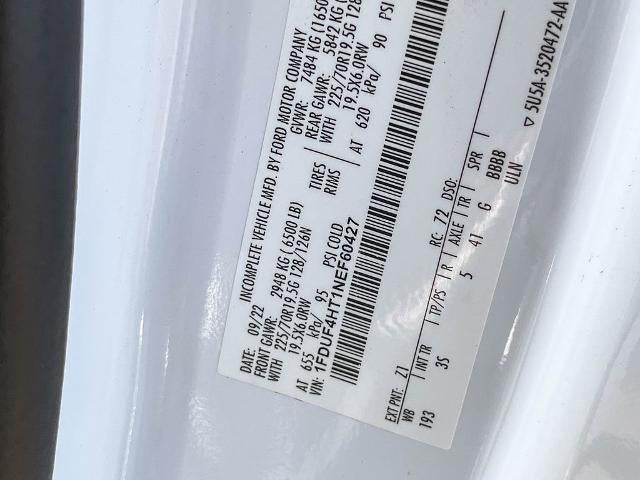 INCOMPLETE VEHICLE MFD. BY FORD MOTOR COMPANY
DATE: 09/22 GVWR: 7484 KG (1650
FRONT GAWR: 2948 KG (6500 LB) REAR GAWR: 5842 KG
WITH 225/70R19.5G 128/126N TIRES WITH 225/70R19.5G 128
19.5X6.0RW RIMS 19.5X6.0RW
AT 655 kPa/ 95 PSI COLD AT 620 kPa/ 90 PSI
VIN: 1FDUF4HT1NEF60427
EXT PNT: Z1 RC: 72 DSO:
WB INT TR TP/PS R AXLE TR SPR
193 3S 5 41 G BBBB
ULN
▽ 5U5A-3520472-AA